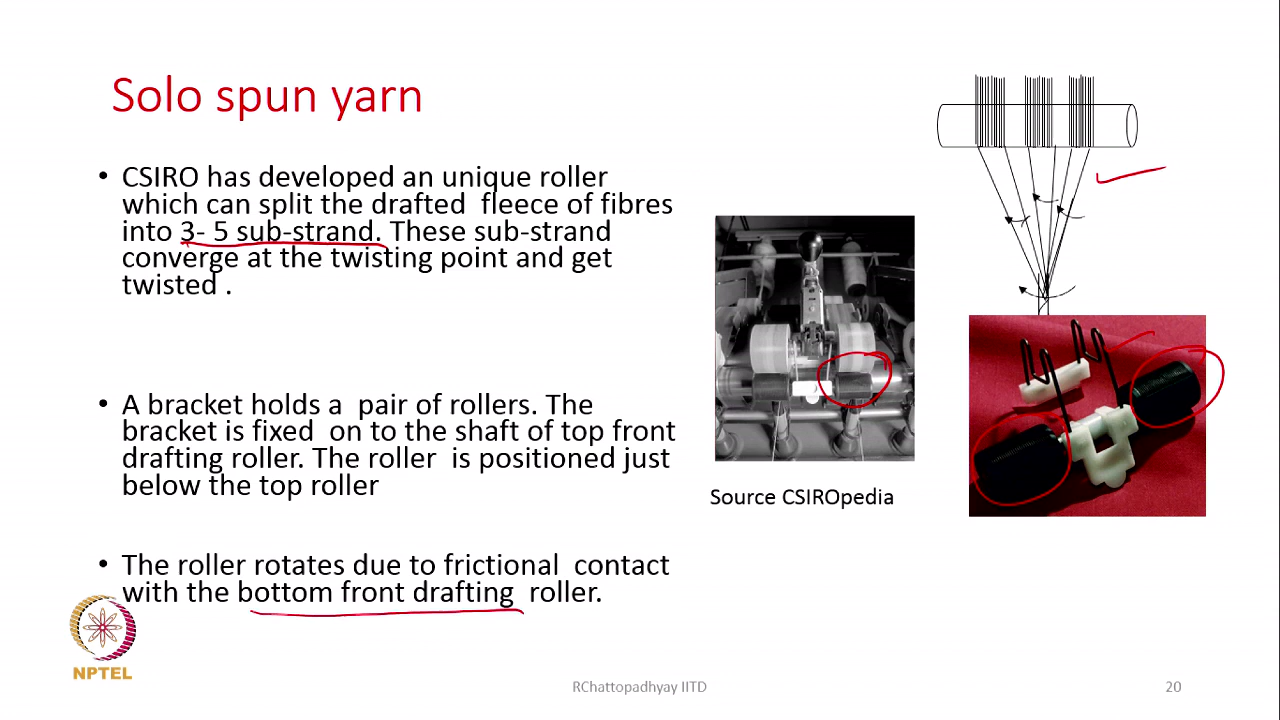 Solo spun yarn
• CSIRO has developed an unique roller
which can split the drafted fleece of fibres
into 3- 5 sub-strand. These sub-strand
converge at the twisting point and get
twisted .
• A bracket holds a pair of rollers. The
bracket is fixed on to the shaft of top front
drafting roller. The roller is positioned just
below the top roller
• The roller rotates due to frictional contact
with the bottom front drafting roller.
Source CSIROpedia
NPTEL
RChattopadhyay IITD
20